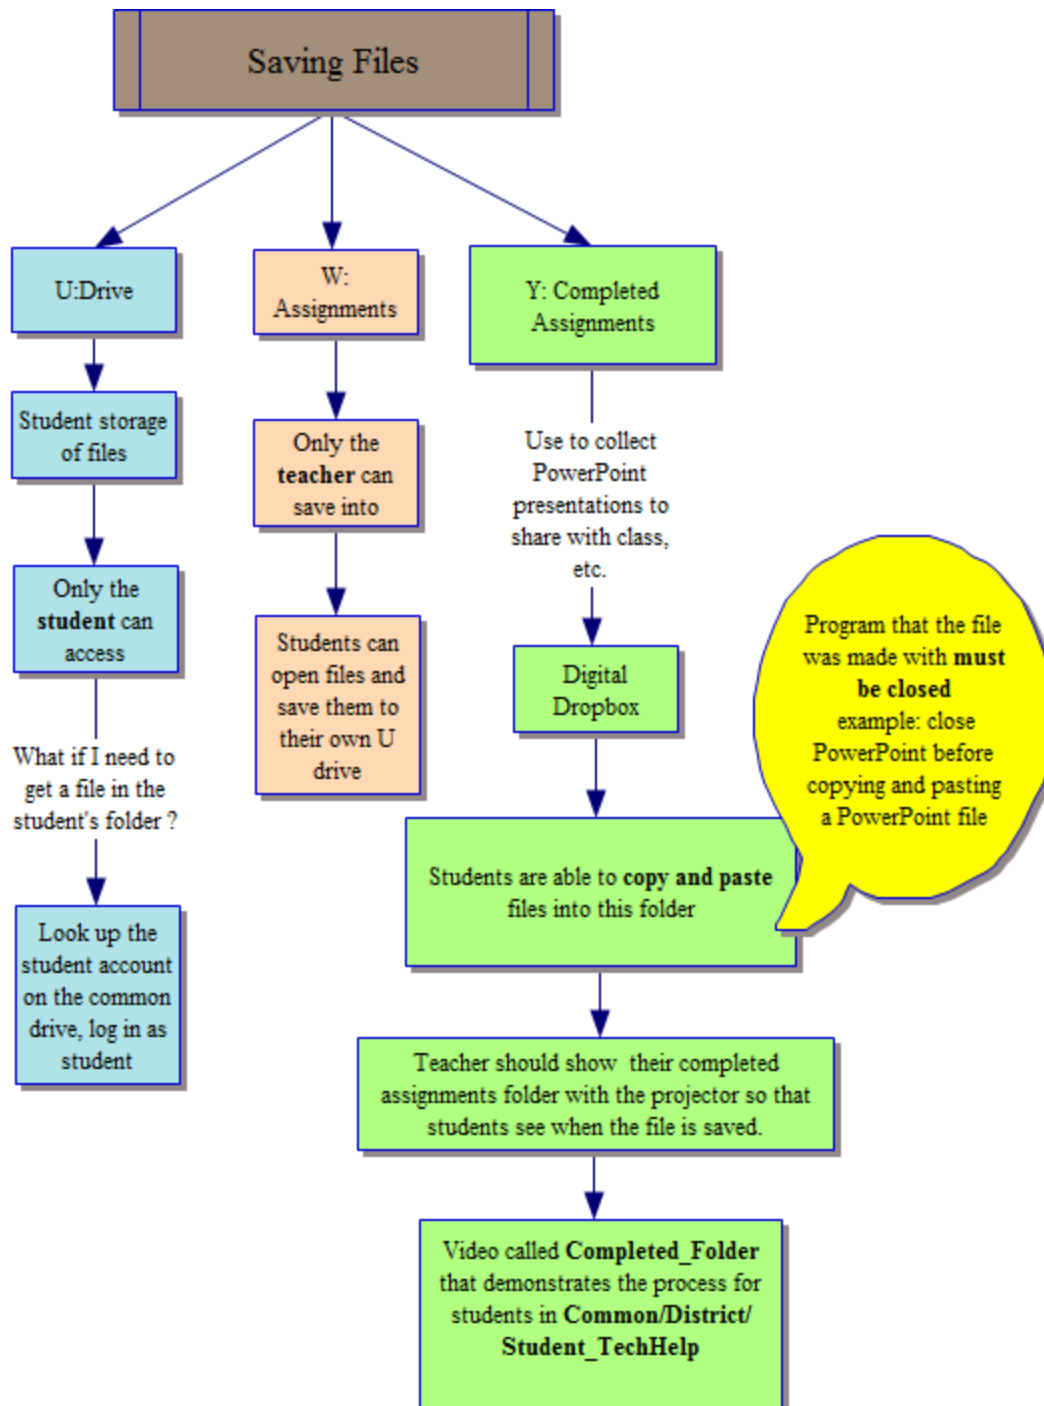 Saving Files
U:Drive
Student storage
of files
Only the
student can
access
What if I need to
get a file in the
student's folder ?
Look up the
student account
on the common
drive, log in as
student
W:
Assignments
Only the
teacher can
save into
Students can
open files and
save them to
their own U
drive
Y: Completed
Assignments
Use to collect
PowerPoint
presentations to
share with class,
etc.
Digital
Dropbox
Students are able to copy and paste
files into this folder
Program that the file
was made with must
be closed
example: close
PowerPoint before
copying and pasting
a PowerPoint file
Teacher should show  their completed
assignments folder with the projector so that
students see when the file is saved.
Video called Completed_Folder
that demonstrates the process for
students in Common/District/
Student_TechHelp